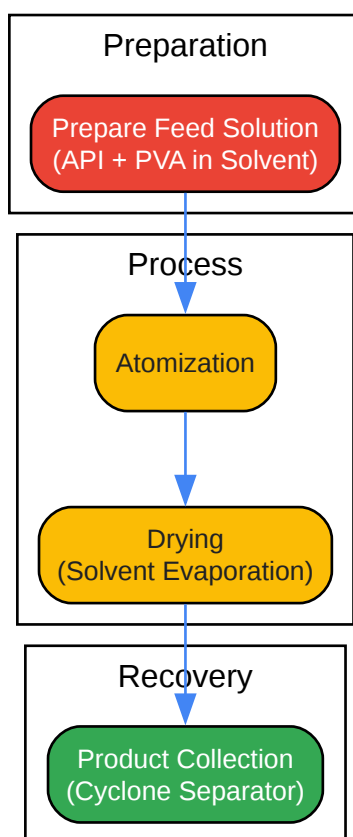 Preparation
Prepare Feed Solution
(API + PVA in Solvent)
Process
Atomization
Drying
(Solvent Evaporation)
Recovery
Product Collection
(Cyclone Separator)